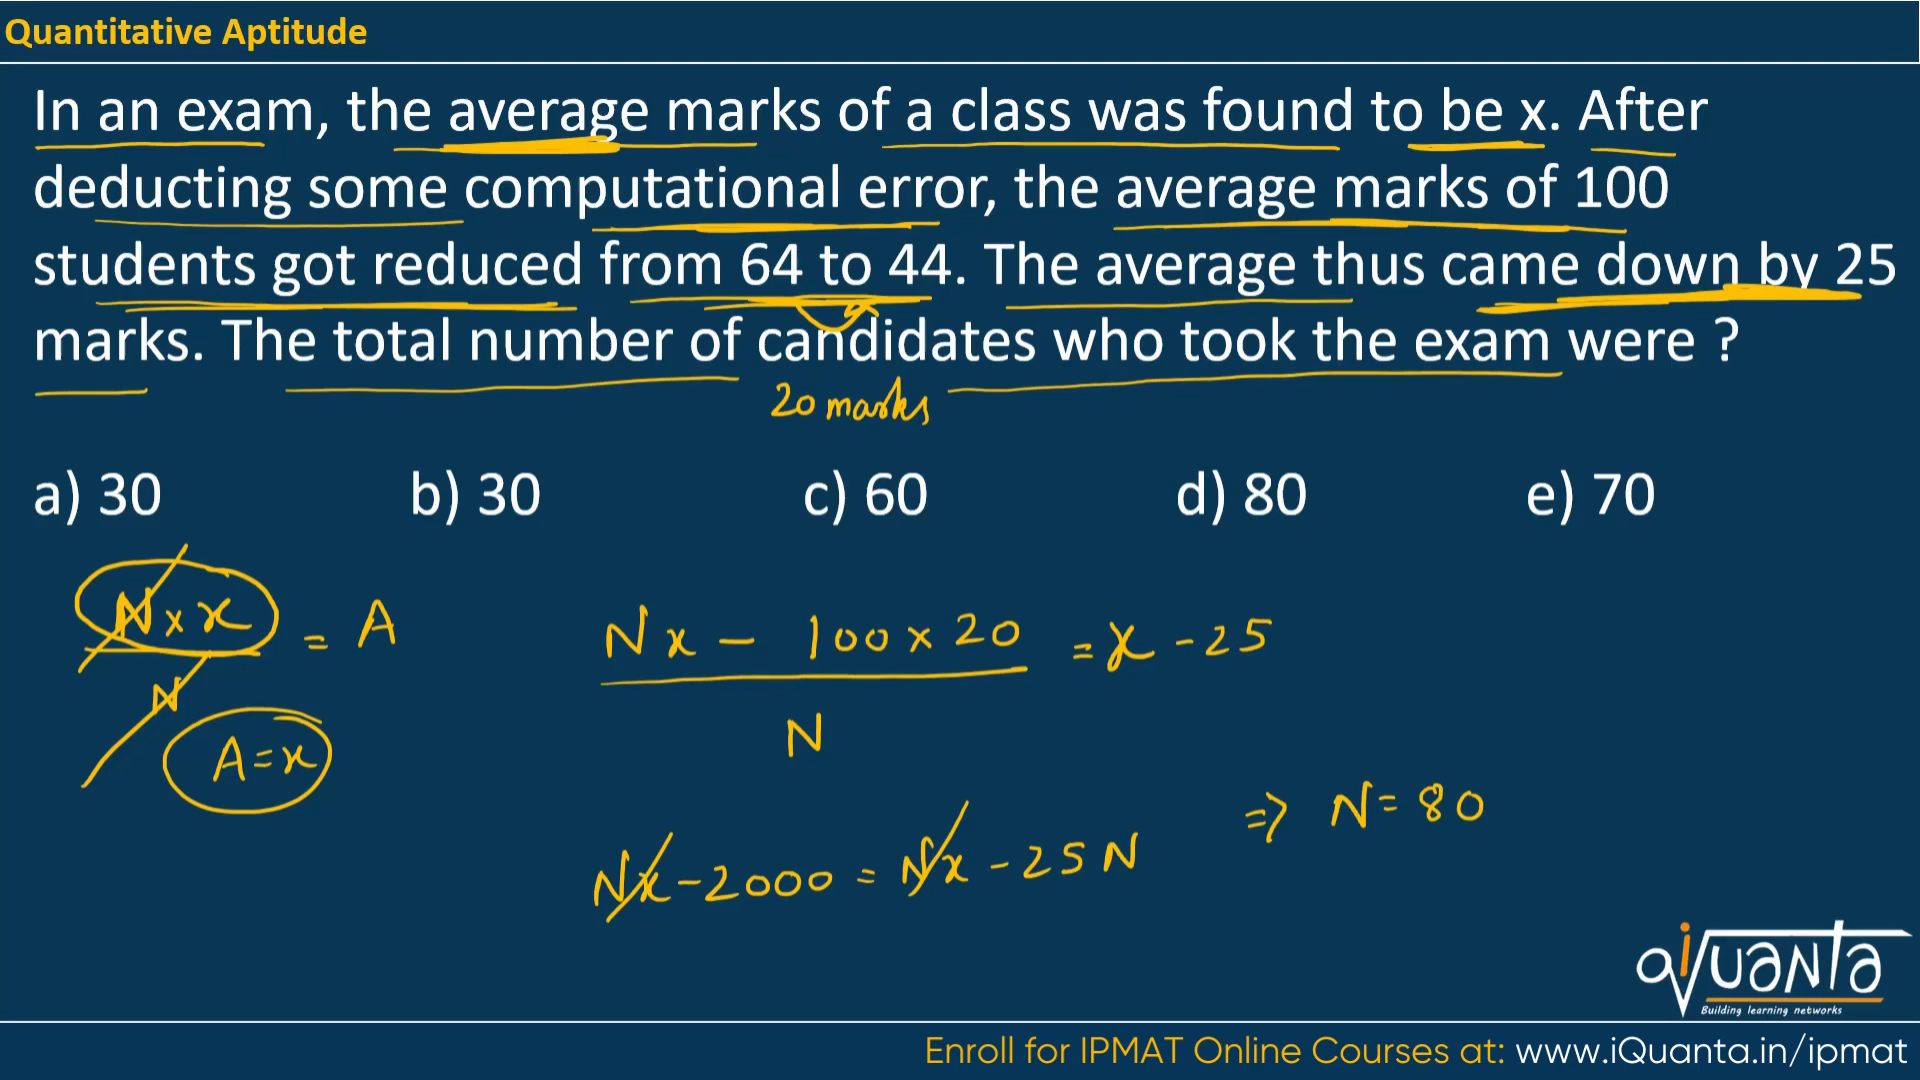 Quantitative Aptitude
In an exam, the average marks of a class was found to be x. After
deducting some computational error, the average marks of 100
students got reduced from 64 to 44. The average thus came down by 25
marks. The total number of candidates who took the exam were ?
20 marks
a) 30 b) 30 c) 60 d) 80 e) 70
N x x = A
N
A = x
Nx - 100 x 20 = x - 25
N
Nx - 2000 = Nx - 25 N
=> N = 80
iQuanta
Building learning networks
Enroll for IPMAT Online Courses at: www.iQuanta.in/ipmat